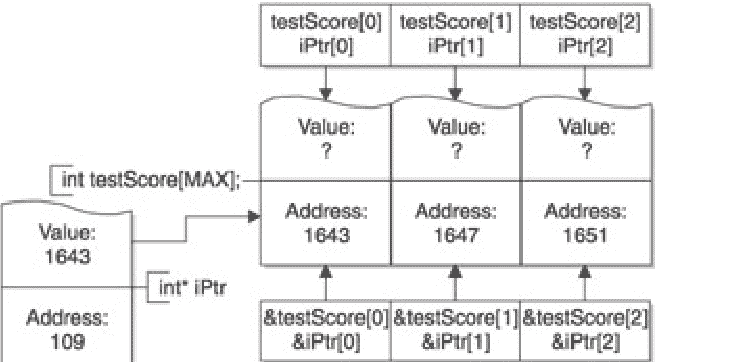 testScore[0] testScore[1] testScore[2]
iPtr[0] iPtr[1] iPtr[2]
Value: Value: Value:
? ? ?
int testScore[MAX];
Address: Address: Address:
1643 1647 1651
Value:
1643
int* iPtr
Address:
109
&testScore[0] &testScore[1] &testScore[2]
&iPtr[0] &iPtr[1] &iPtr[2]